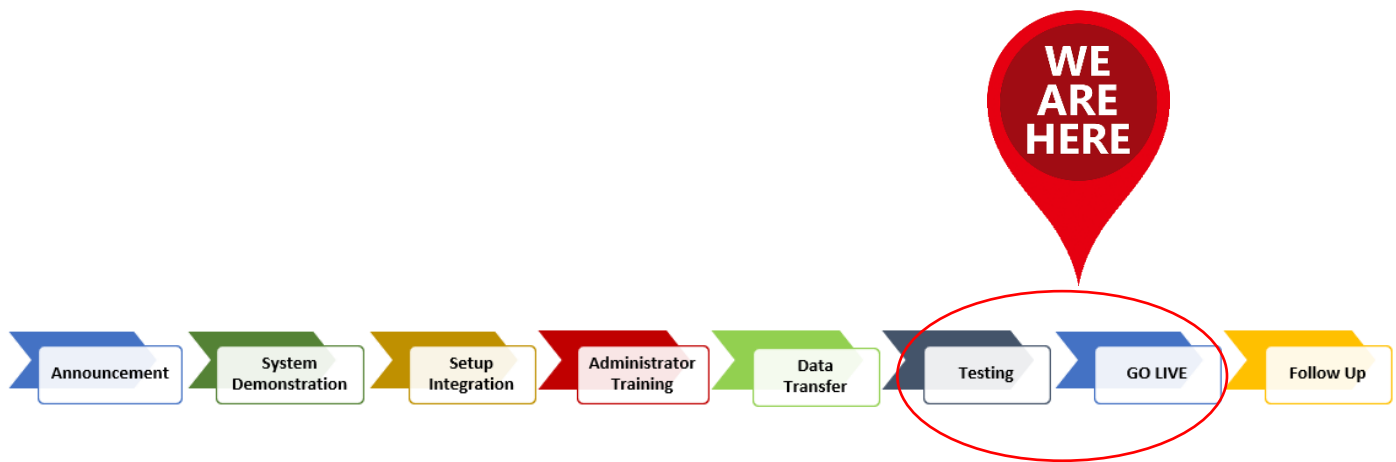 WE
ARE
HERE
Announcement
System
Demonstration
Setup
Integration
Administrator
Training
Data
Transfer
Testing
GO LIVE
Follow Up